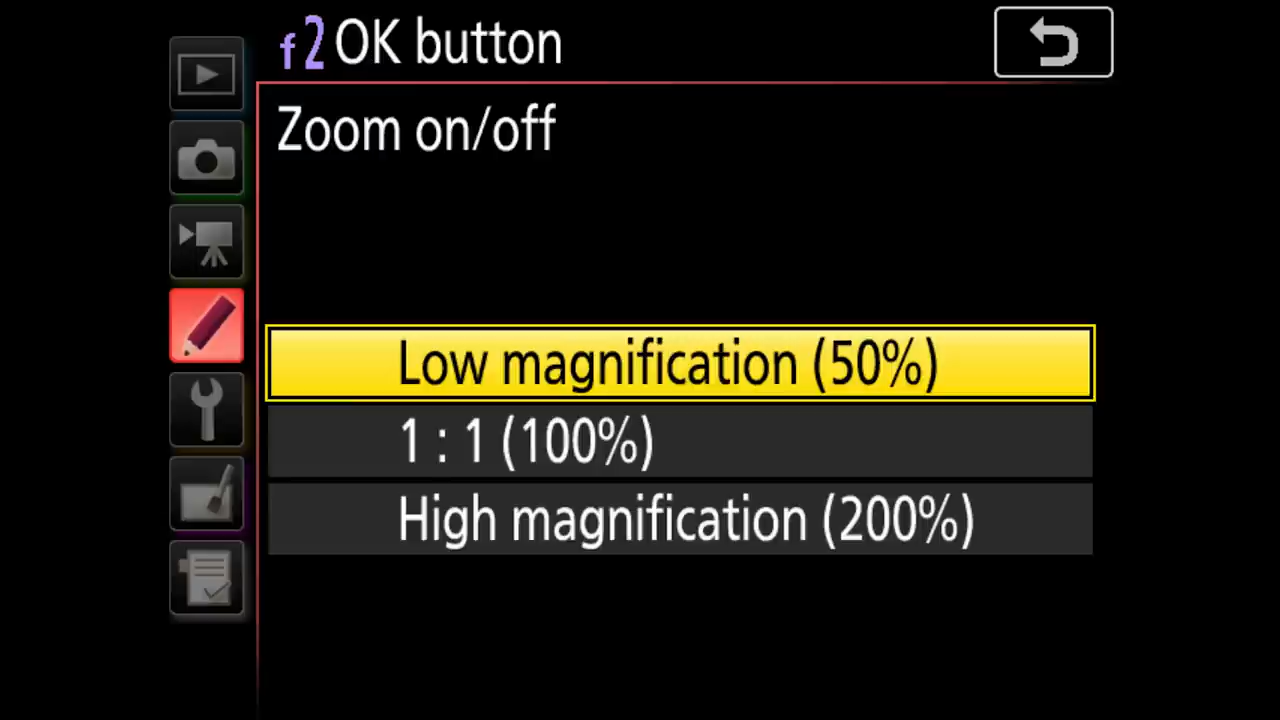 f2 OK button
Zoom on/off
Low magnification (50%)
1 : 1 (100%)
High magnification (200%)